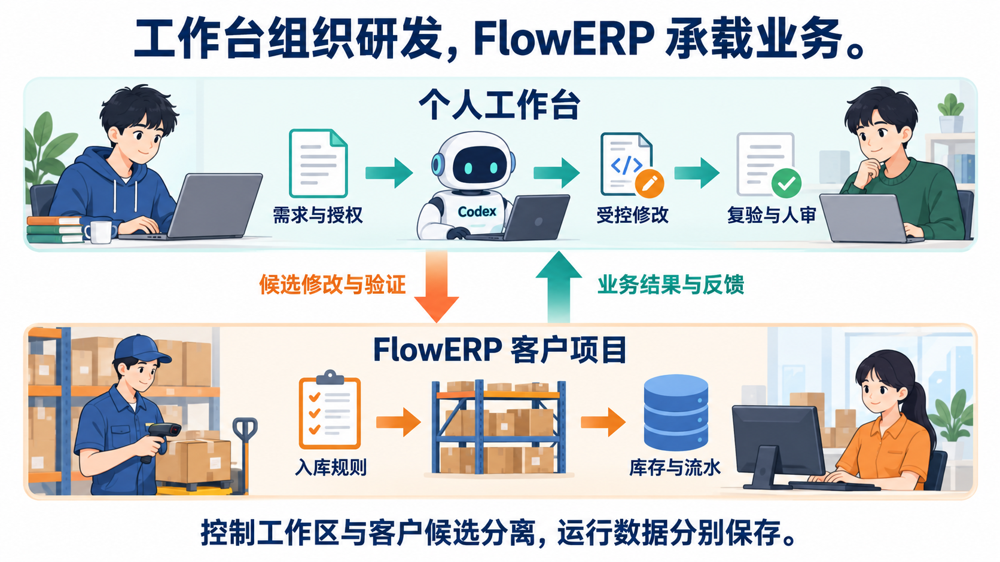 工作台组织研发，FlowERP 承载业务。
个人工作台
需求与授权
Codex
受控修改
复验与人审
候选修改与验证
业务结果与反馈
FlowERP 客户项目
入库规则
库存与流水
控制工作区与客户候选分离，运行数据分别保存。